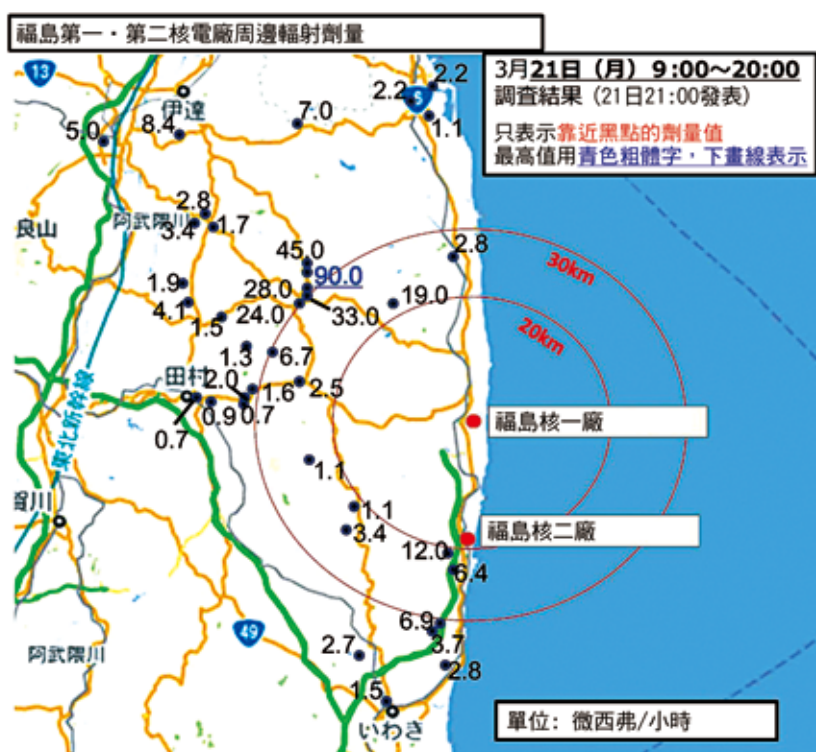 福島第一・第二核電廠周邊輻射劑量
3月21日（月）9:00～20:00
調查結果（21日21:00發表）
只表示靠近黑點的劑量值
最高值用青色粗體字，下畫線表示
13
伊達
2.2
2.2
6
1.1
7.0
8.4
5.0
2.8
阿武隈川
3.4
1.7
良山
45.0
2.8
30km
90.0
1.9
28.0
19.0
4.1
1.5
24.0
33.0
20km
1.3
6.7
田村
2.0
2.5
1.6
0.9
0.7
0.7
東北新幹線
福島核一廠
1.1
賀川
1.1
3.4
福島核二廠
12.0
6.4
49
6.9
3.7
阿武隈川
2.7
2.8
1.5
いわき
單位: 微西弗/小時